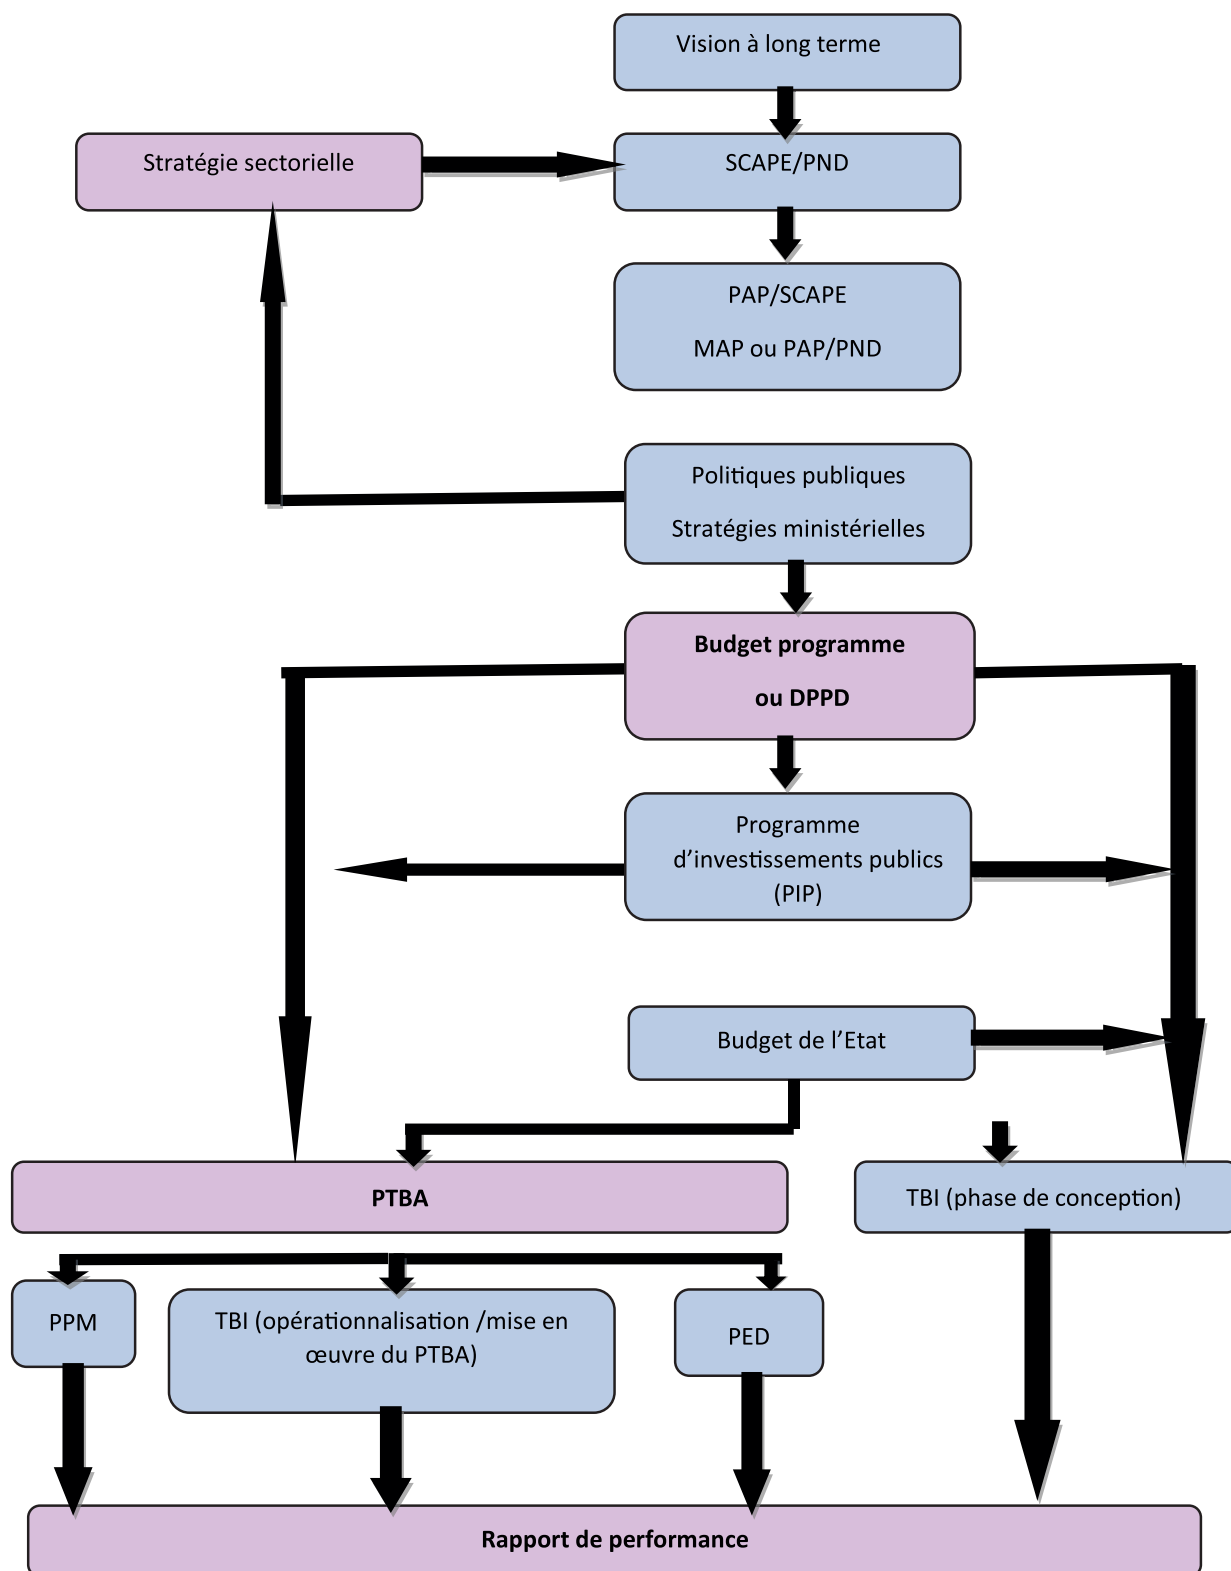 Vision à long terme
Stratégie sectorielle
SCAPE/PND
PAP/SCAPE
MAP ou PAP/PND
Politiques publiques
Stratégies ministérielles
Budget programme
ou DPPD
Programme
d’investissements publics
(PIP)
Budget de l’Etat
PTBA
TBI (phase de conception)
PPM
TBI (opérationnalisation /mise en
œuvre du PTBA)
PED
Rapport de performance